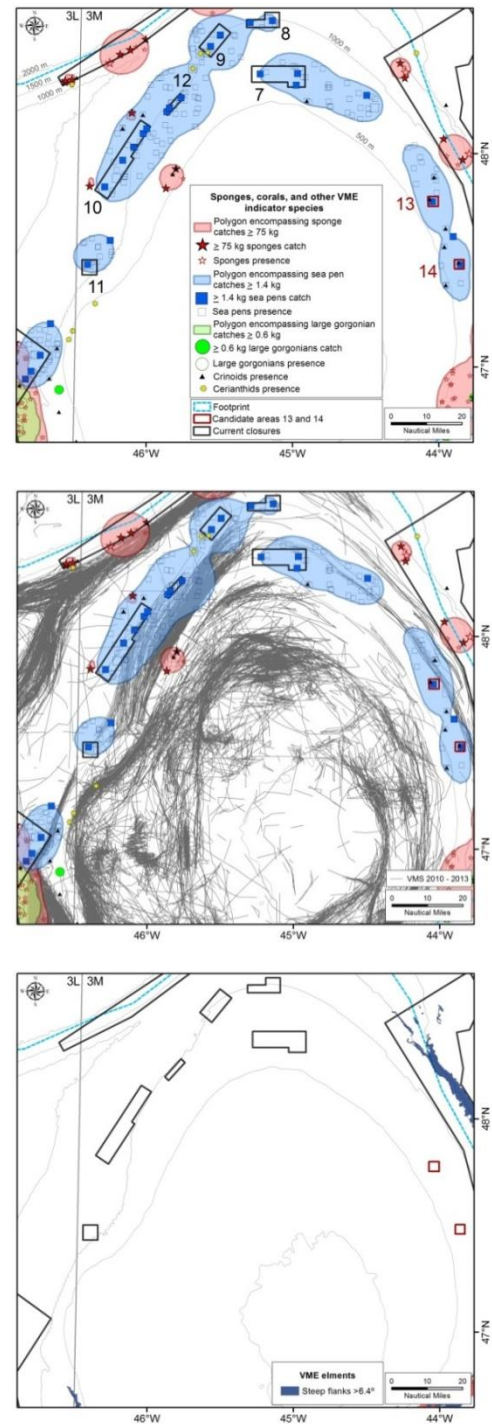 3L 3M
8
9
12
7
2000 m
1500 m
1000 m
1000 m
500 m
48°N
13
10
14
11
47°N
Sponges, corals, and other VME
indicator species
Polygon encompassing sponge
catches ≥ 75 kg
≥ 75 kg sponges catch
Sponges presence
Polygon encompassing sea pen
catches ≥ 1.4 kg
≥ 1.4 kg sea pens catch
Sea pens presence
Polygon encompassing large gorgonian
catches ≥ 0.6 kg
≥ 0.6 kg large gorgonians catch
Large gorgonians presence
Crinoids presence
Cerianthids presence
Footprint
Candidate areas 13 and 14
Current closures
0 10 20
Nautical Miles
46°W 45°W 44°W
3L 3M
48°N
47°N
VMS 2010 - 2013
0 10 20
Nautical Miles
46°W 45°W 44°W
3L 3M
48°N
47°N
VME elments
Steep flanks >6.4º
0 10 20
Nautical Miles
46°W 45°W 44°W